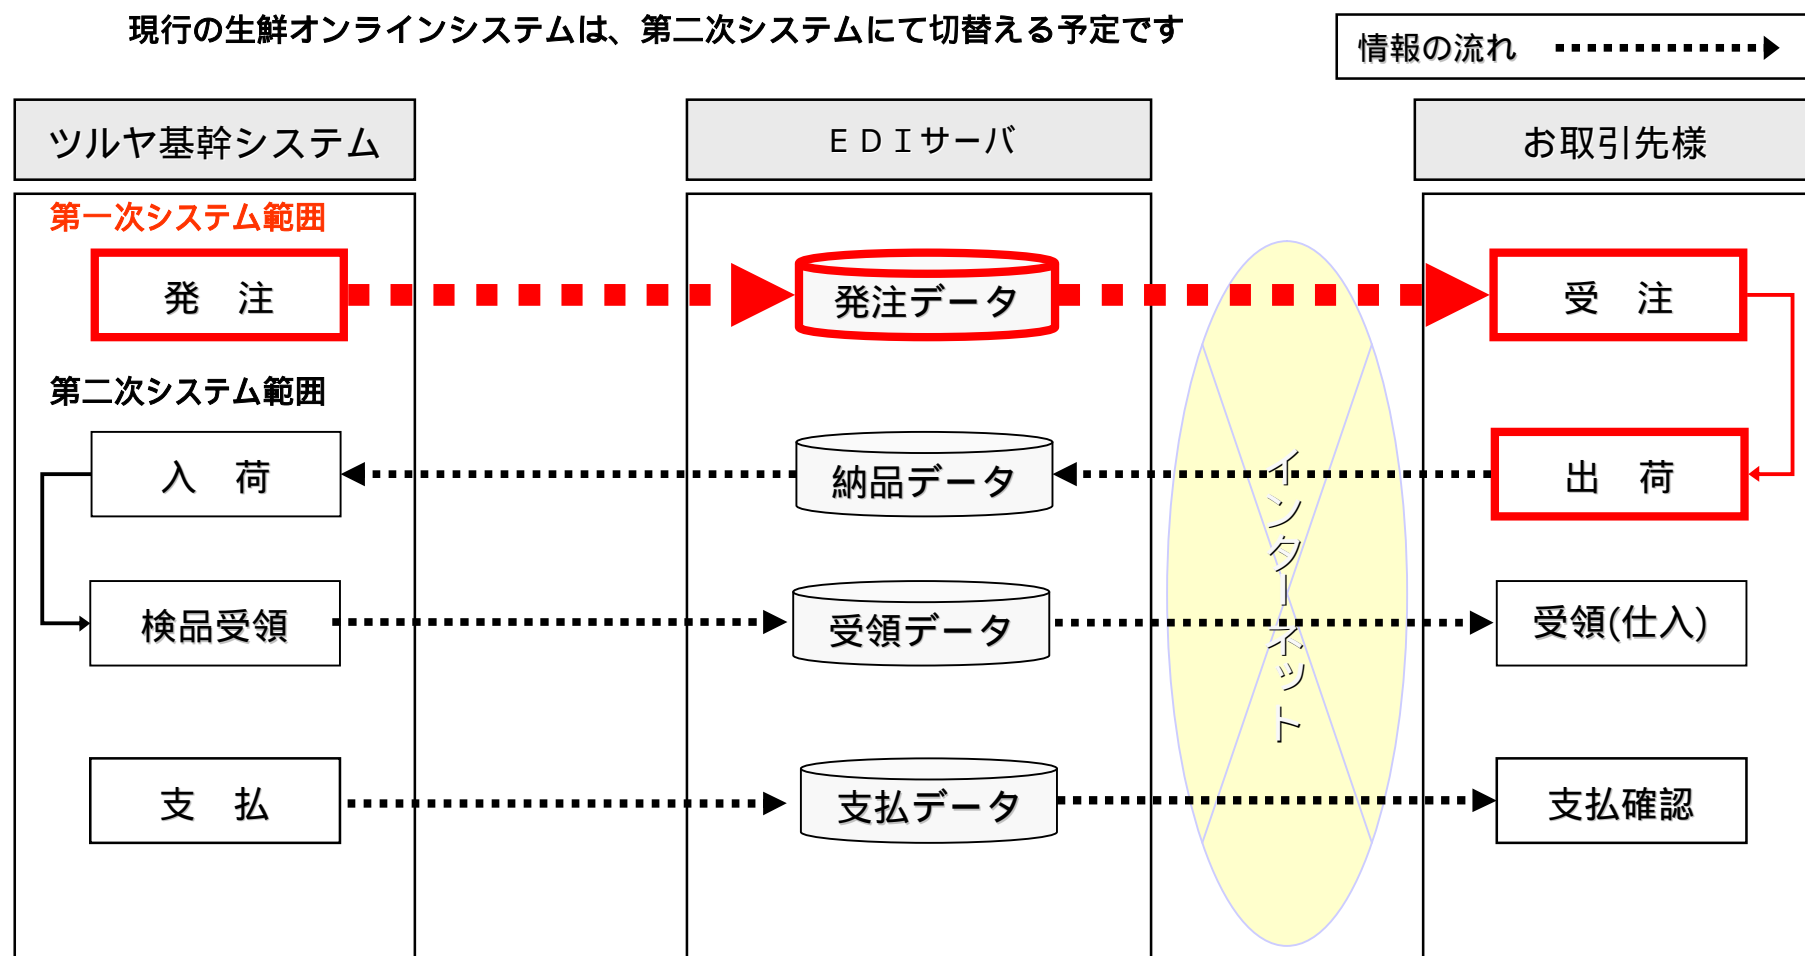 現行の生鮮オンラインシステムは、第二次システムにて切替える予定です
情報の流れ
ツルヤ基幹システム
ＥＤＩサーバ
お取引先様
第一次システム範囲
発　注
発注データ
受　注
第二次システム範囲
入　荷
納品データ
出　荷
インターネット
検品受領
受領データ
受領(仕入)
支　払
支払データ
支払確認